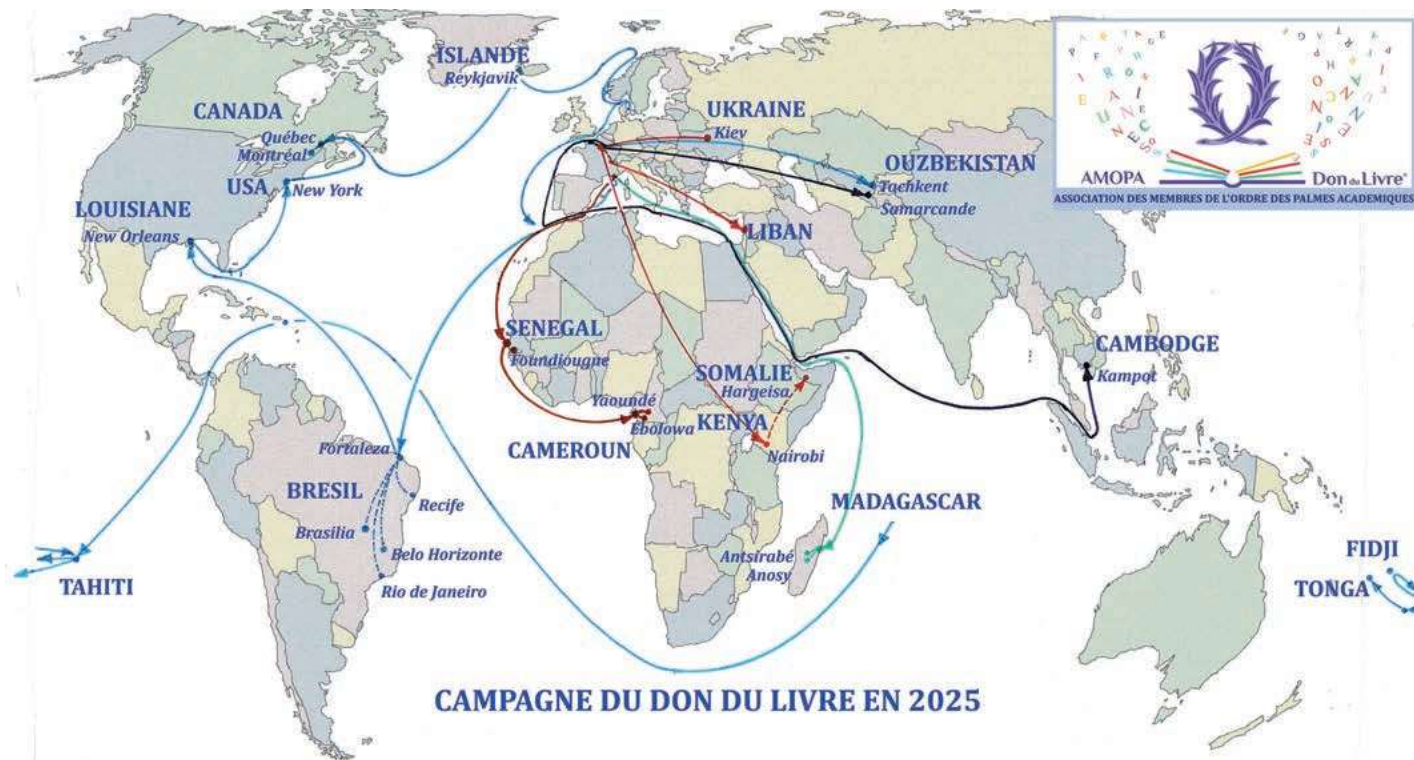 ISLANDE
Reykjavik
CANADA
Québec
Montréal
USA
New York
LOUISIANE
New Orleans
UKRAINE
Kiev
OUZBEKISTAN
Tachkent
Samarcande
LIBAN
AMOPA
Don du Livre®
ASSOCIATION DES MEMBRES DE L'ORDRE DES PALMES ACADEMIQUES
SENEGAL
Foundiougne
SOMALIE
Hargeisa
CAMBODGE
Kampot
Yaoundé
Ebolowa
CAMEROUN
KENYA
Nairobi
Fortaleza
BRESIL
Recife
Brasilia
Belo Horizonte
Rio de Janeiro
MADAGASCAR
Antsirabé
Anosy
TAHITI
FIDJI
TONGA
CAMPAGNE DU DON DU LIVRE EN 2025